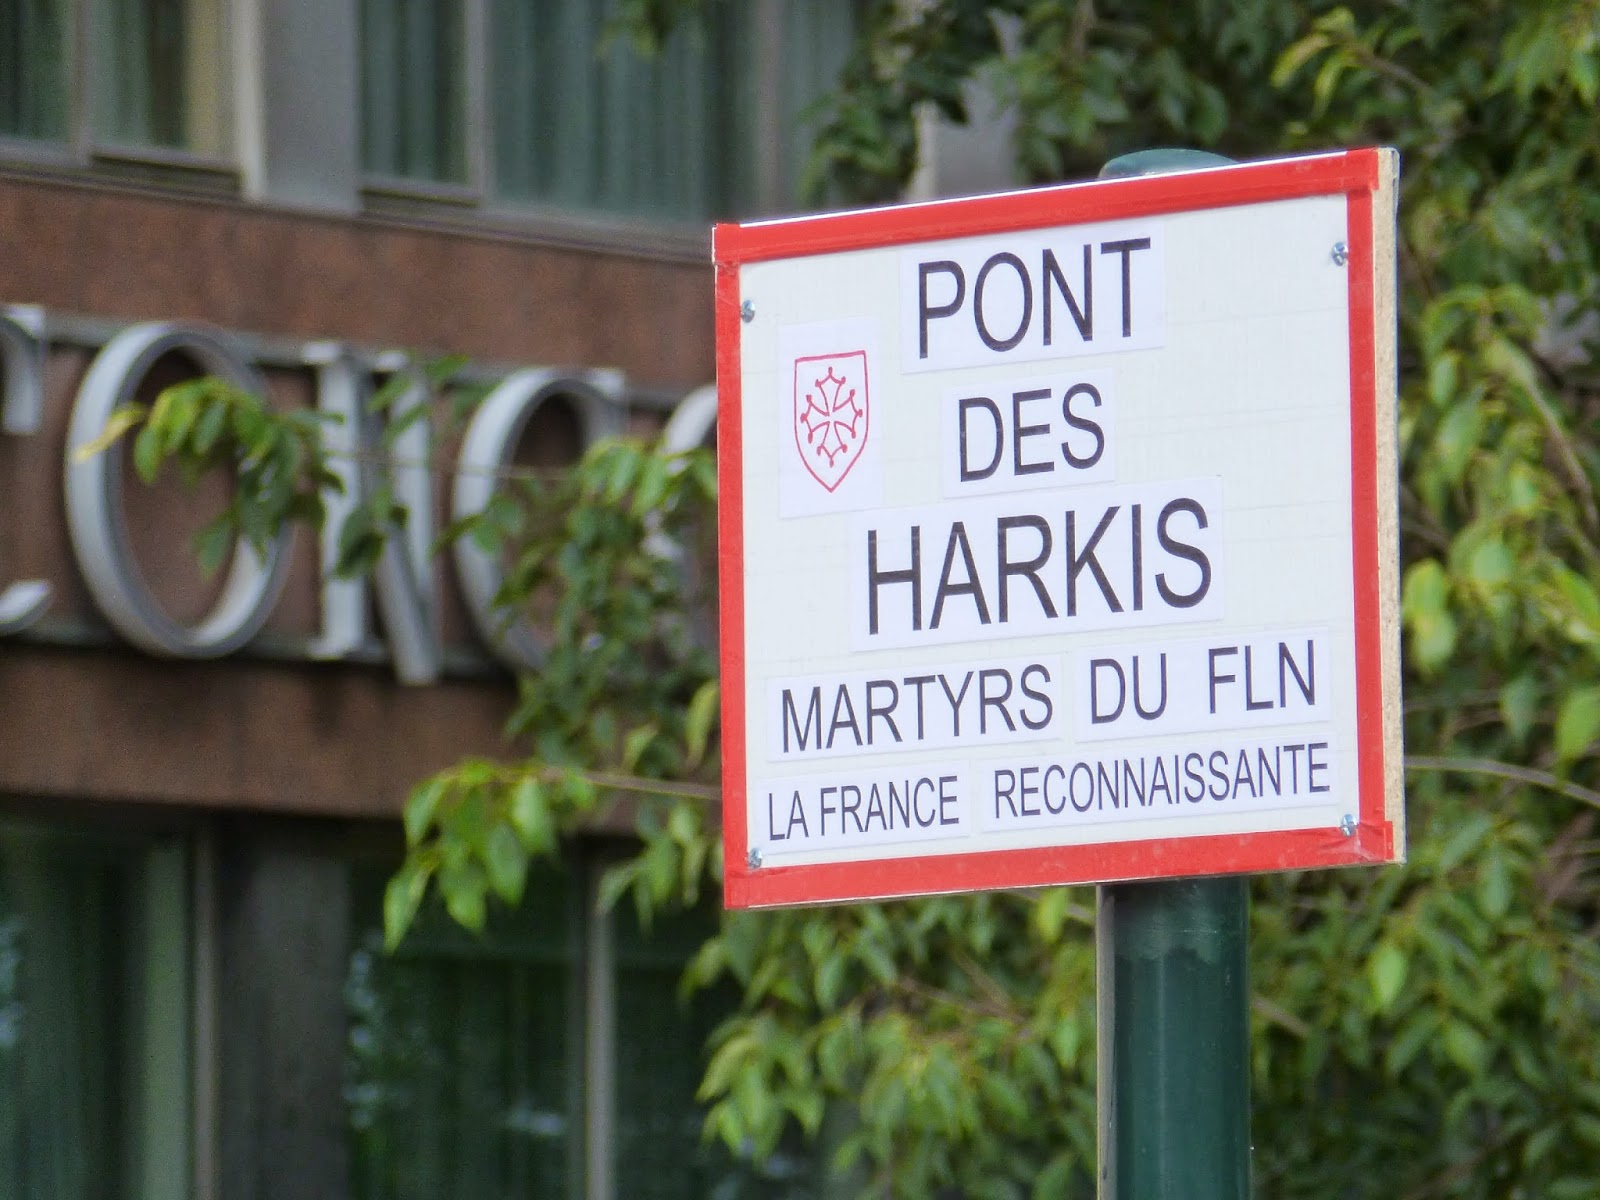 PONT
DES
HARKIS
MARTYRS DU FLN
LA FRANCE RECONNAISSANTE